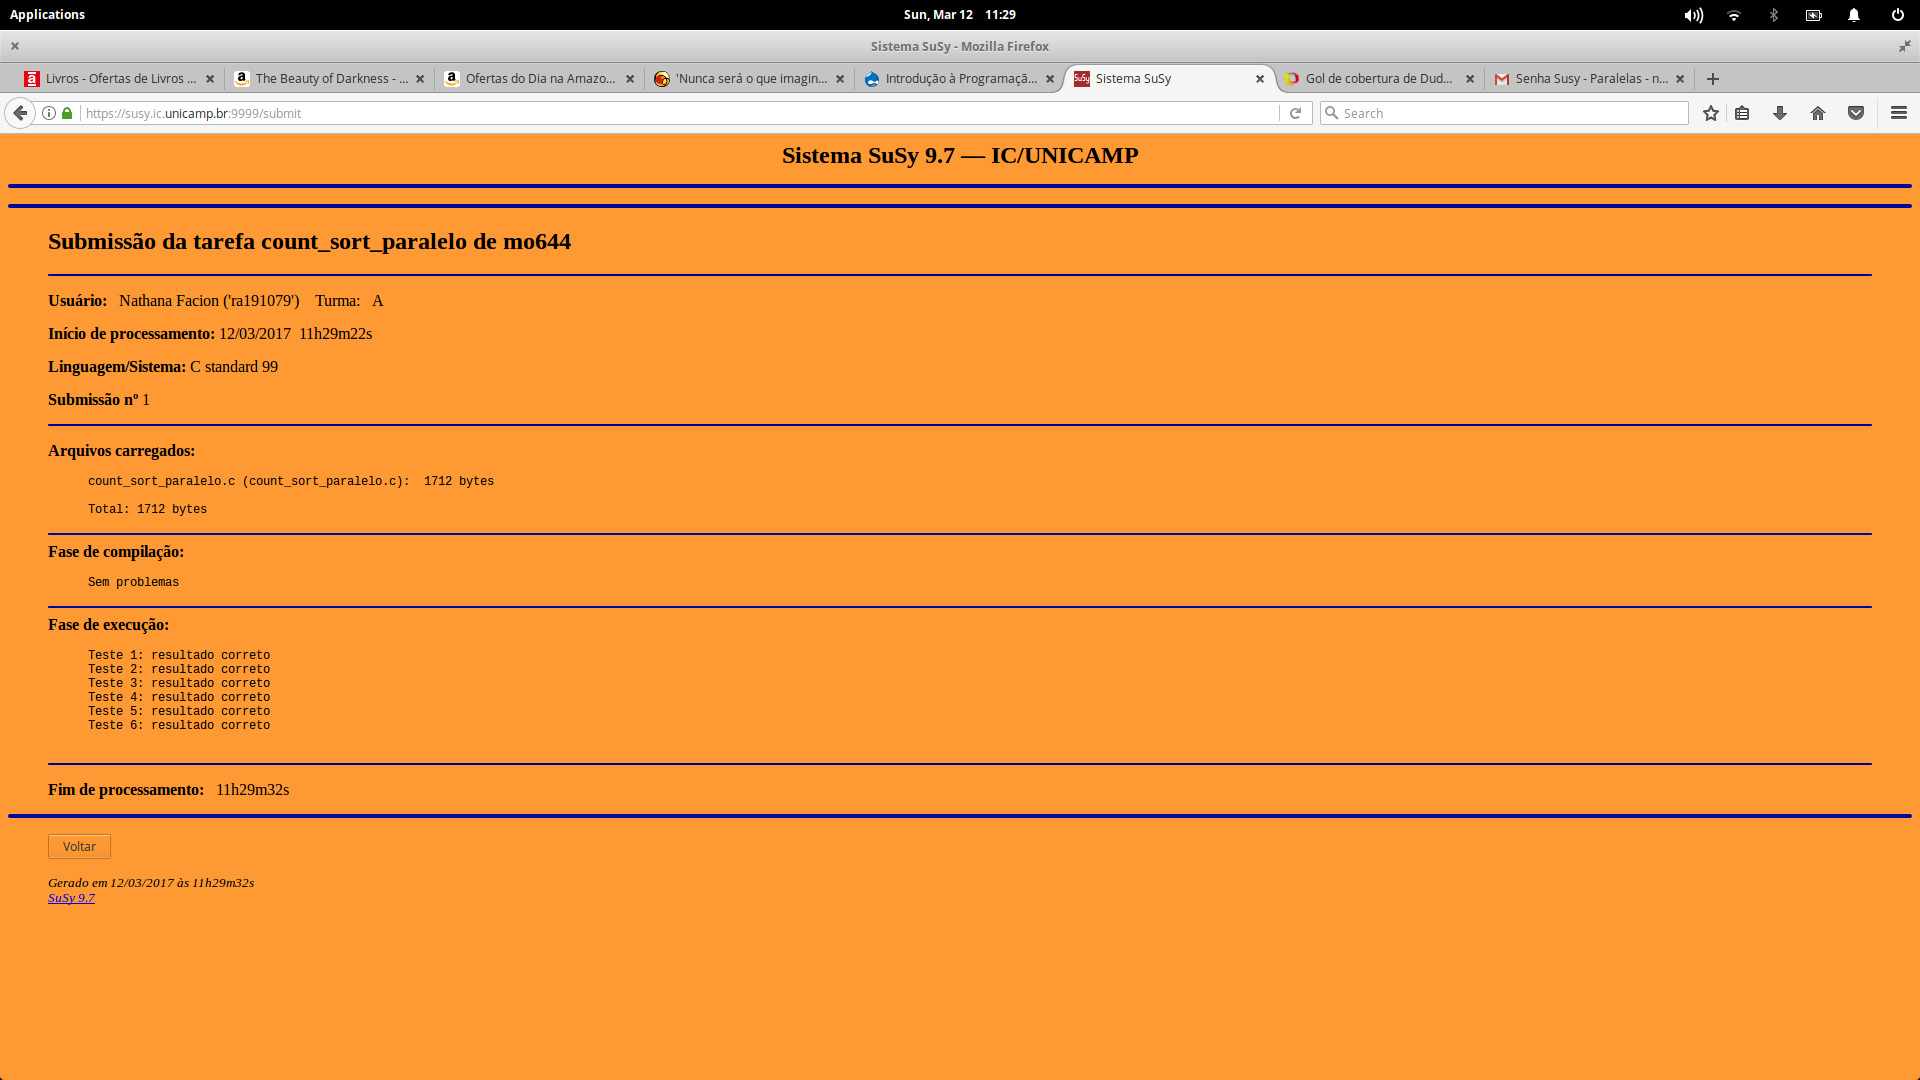 Applications
Sun, Mar 12 11:29
Sistema SuSy - Mozilla Firefox
Livros - Ofertas de Livros ...
The Beauty of Darkness - ...
Ofertas do Dia na Amazo...
'Nunca será o que imagin...
Introdução à Programaçã...
SuSy
Sistema SuSy
Gol de cobertura de Dud...
Senha Susy - Paralelas - n...
https://susy.ic.unicamp.br:9999/submit
Search
Sistema SuSy 9.7 — IC/UNICAMP
Submissão da tarefa count_sort_paralelo de mo644
Usuário: Nathana Facion ('ra191079') Turma: A
Início de processamento: 12/03/2017 11h29m22s
Linguagem/Sistema: C standard 99
Submissão nº 1
Arquivos carregados:
count_sort_paralelo.c (count_sort_paralelo.c): 1712 bytes
Total: 1712 bytes
Fase de compilação:
Sem problemas
Fase de execução:
Teste 1: resultado correto
Teste 2: resultado correto
Teste 3: resultado correto
Teste 4: resultado correto
Teste 5: resultado correto
Teste 6: resultado correto
Fim de processamento: 11h29m32s
Voltar
Gerado em 12/03/2017 às 11h29m32s
SuSy 9.7